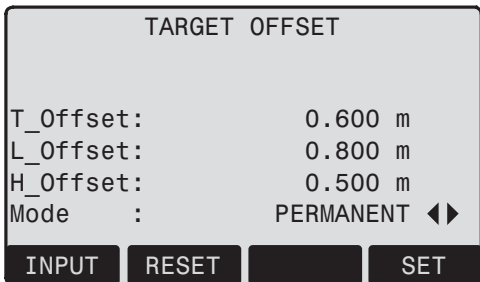 TARGET OFFSET
T_Offset: 0.600 m
L_Offset: 0.800 m
H_Offset: 0.500 m
Mode : PERMANENT
INPUT RESET SET